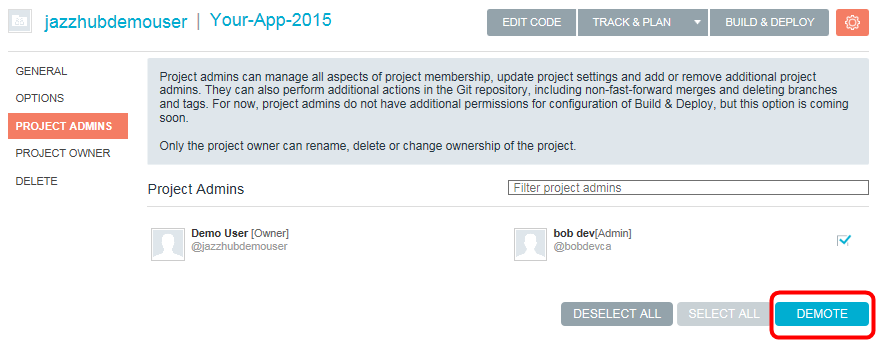 jazzhubdemouser | Your-App-2015
EDIT CODE
TRACK & PLAN
BUILD & DEPLOY
GENERAL
OPTIONS
PROJECT ADMINS
PROJECT OWNER
DELETE
Project admins can manage all aspects of project membership, update project settings and add or remove additional project
admins. They can also perform additional actions in the Git repository, including non-fast-forward merges and deleting branches
and tags. For now, project admins do not have additional permissions for configuration of Build & Deploy, but this option is coming
soon.
Only the project owner can rename, delete or change ownership of the project.
Project Admins
Filter project admins
Demo User [Owner]
@jazzhubdemouser
bob dev[Admin]
@bobdevca
DESELECT ALL
SELECT ALL
DEMOTE